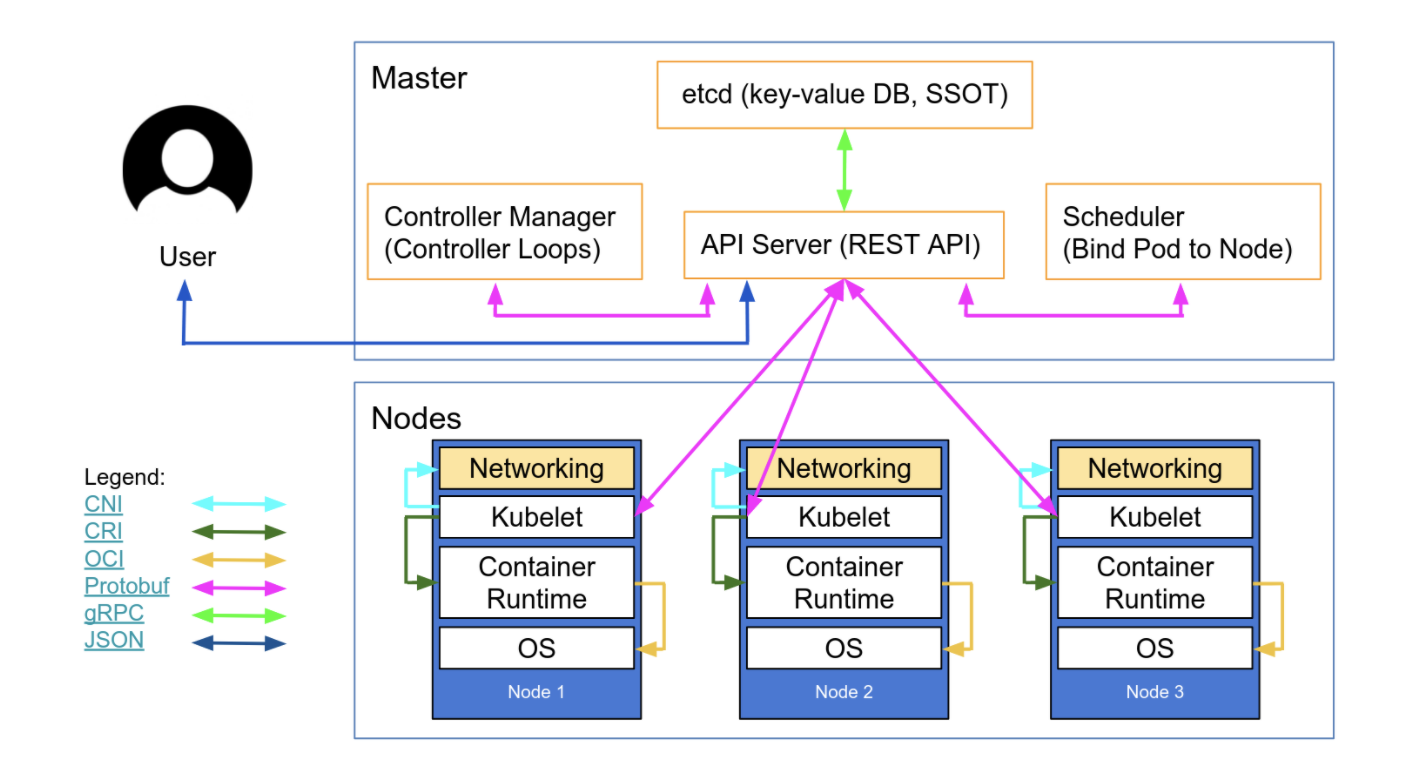 Master
etcd (key-value DB, SSOT)
Controller Manager
(Controller Loops)
API Server (REST API)
Scheduler
(Bind Pod to Node)
User
Nodes
Networking
Kubelet
Container
Runtime
OS
Node 1
Networking
Kubelet
Container
Runtime
OS
Node 2
Networking
Kubelet
Container
Runtime
OS
Node 3
Legend:
CNI
CRI
OCI
Protobuf
gRPC
JSON